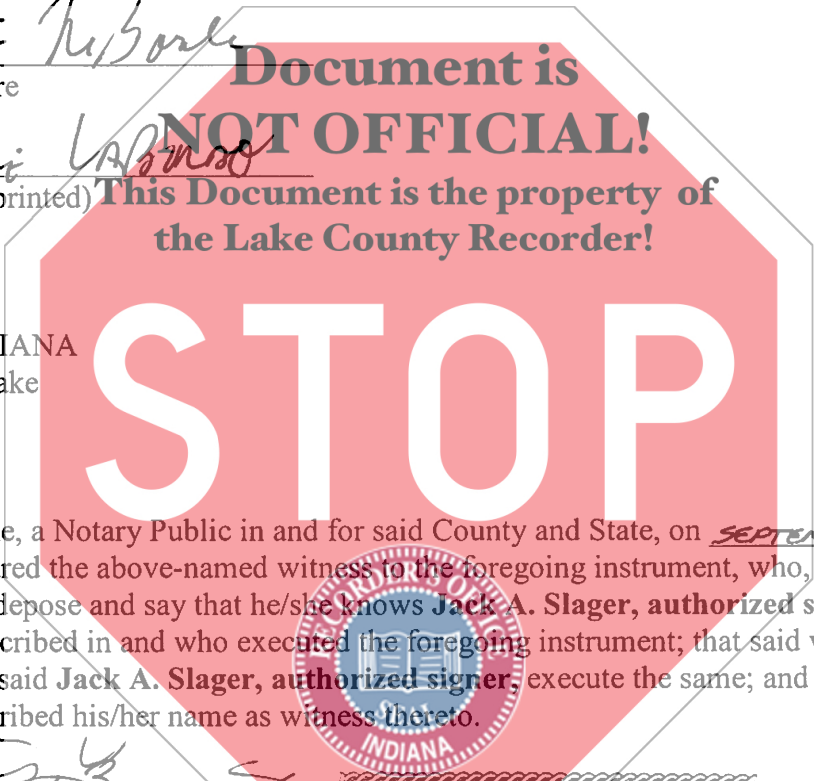 re
Document is
NOT OFFICIAL!
This Document is the property of
the Lake County Recorder!
printed)
STOP
IANA
ake
e, a Notary Public in and for said County and State, on SEPTEM
red the above-named witness to the foregoing instrument, who,
depose and say that he/she knows Jack A. Slager, authorized s
cribed in and who executed the foregoing instrument; that said
said Jack A. Slager, authorized signer, execute the same; and
ribed his/her name as witness thereto.
RECORDER'S OFFICE
SEAL
INDIANA